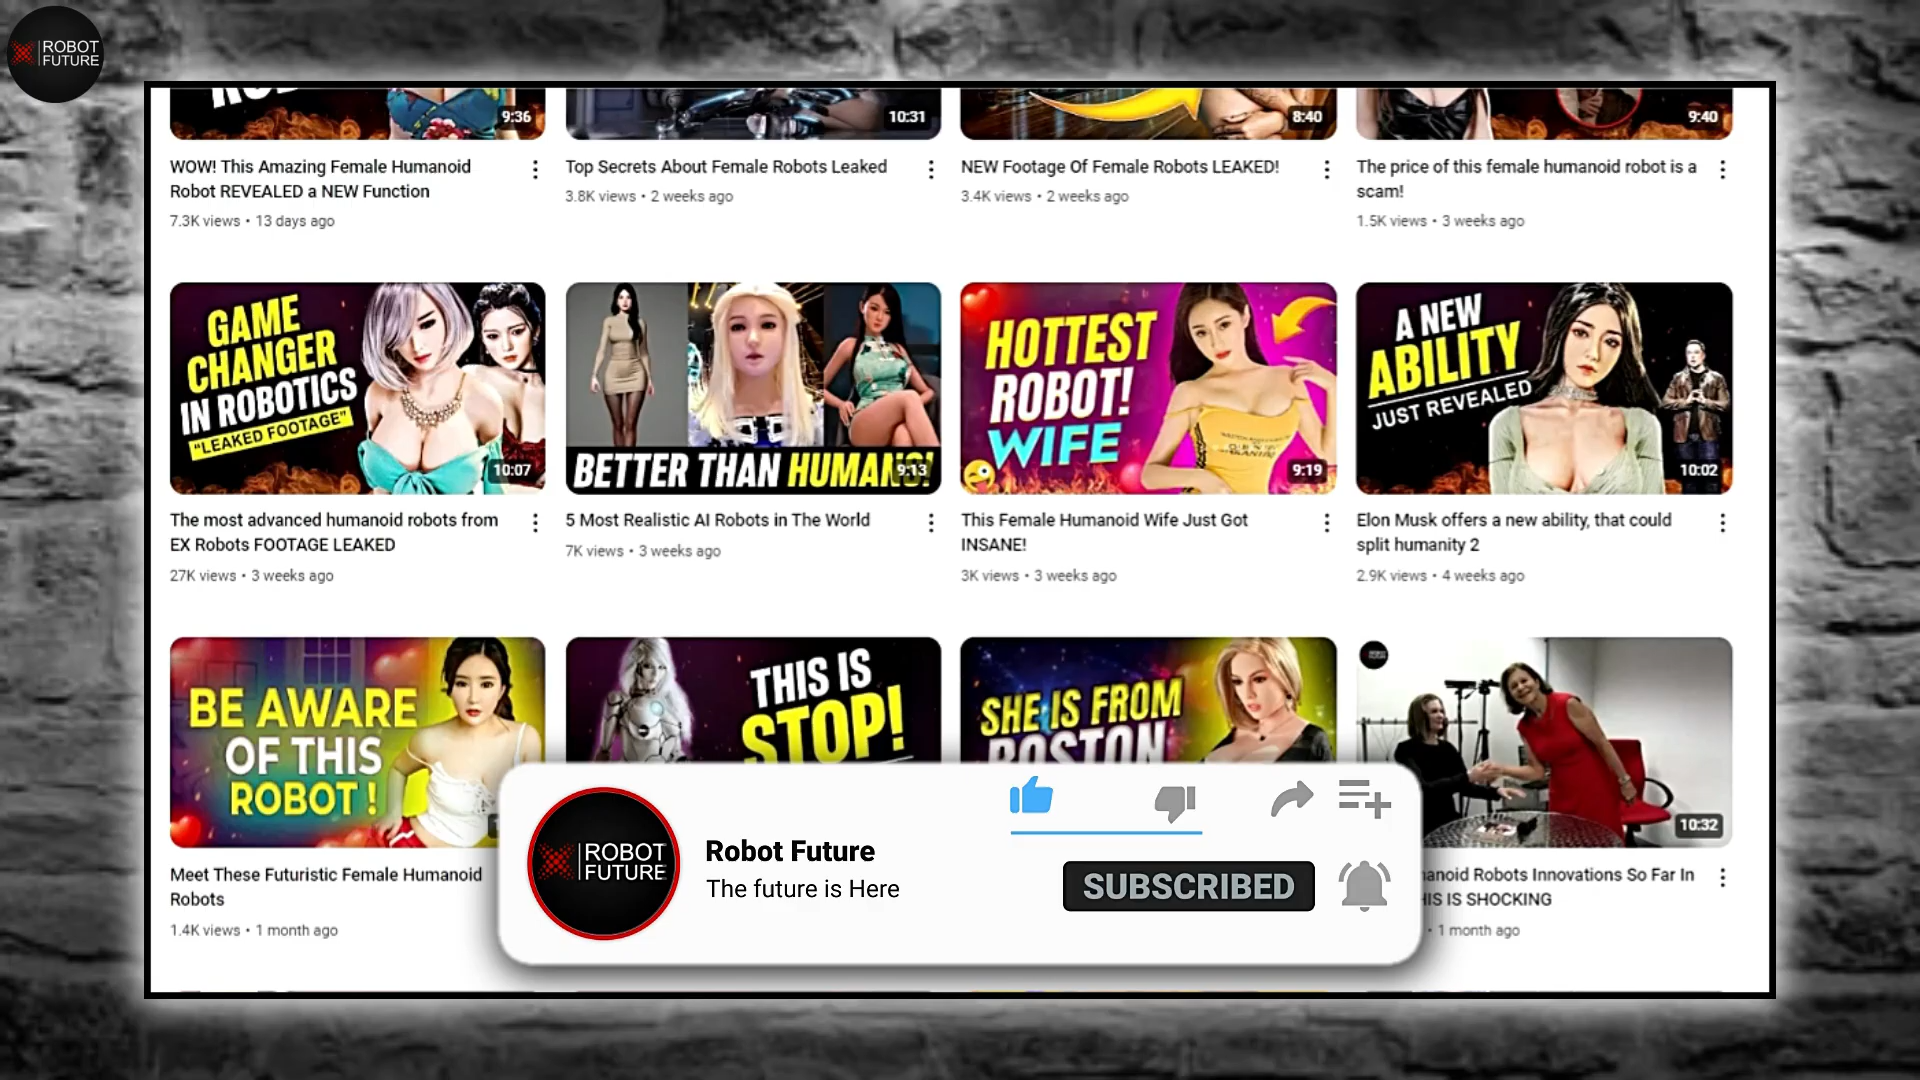 ROBOT
FUTURE
9:36
10:31
8:40
9:40
WOW! This Amazing Female Humanoid
Robot REVEALED a NEW Function
7.3K views • 13 days ago
Top Secrets About Female Robots Leaked
3.8K views • 2 weeks ago
NEW Footage Of Female Robots LEAKED!
3.4K views • 2 weeks ago
The price of this female humanoid robot is a
scam!
1.5K views • 3 weeks ago
GAME
CHANGER
IN ROBOTICS
"LEAKED FOOTAGE"
10:07
BETTER THAN HUMANS!
9:13
HOTTEST
ROBOT!
WIFE
9:19
A NEW
ABILITY
JUST REVEALED
10:02
The most advanced humanoid robots from
EX Robots FOOTAGE LEAKED
27K views • 3 weeks ago
5 Most Realistic AI Robots in The World
7K views • 3 weeks ago
This Female Humanoid Wife Just Got
INSANE!
3K views • 3 weeks ago
Elon Musk offers a new ability, that could
split humanity 2
2.9K views • 4 weeks ago
BE AWARE
OF THIS
ROBOT !
THIS IS
STOP!
SHE IS FROM
BOSTON
10:32
Meet These Futuristic Female Humanoid
Robots
1.4K views • 1 month ago
Robots Innovations So Far In
IS SHOCKING
• 1 month ago
ROBOT
FUTURE
Robot Future
The future is Here
SUBSCRIBED